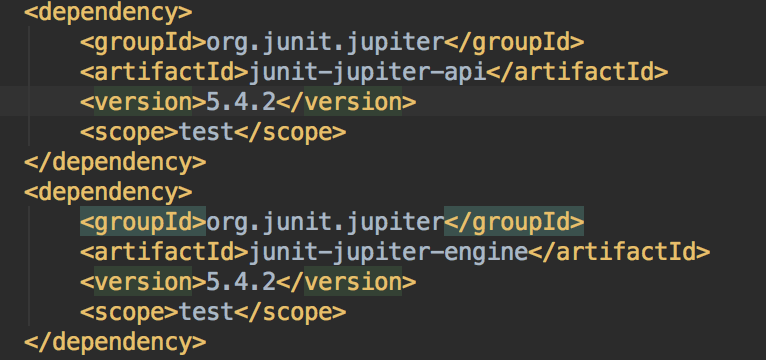 <dependency>
<groupId>org.junit.jupiter</groupId>
<artifactId>junit-jupiter-api</artifactId>
<version>5.4.2</version>
<scope>test</scope>
</dependency>
<dependency>
<groupId>org.junit.jupiter</groupId>
<artifactId>junit-jupiter-engine</artifactId>
<version>5.4.2</version>
<scope>test</scope>
</dependency>